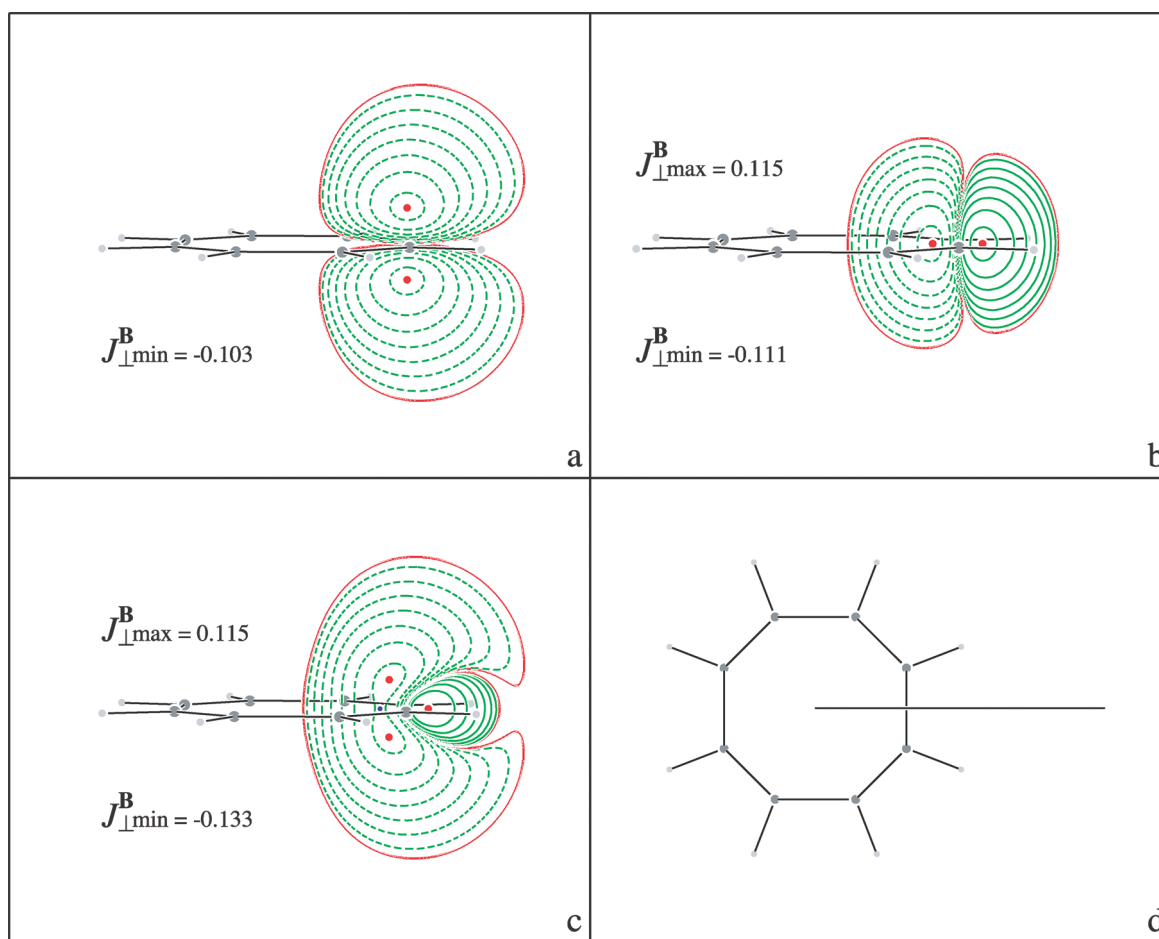 J^B_⊥min = -0.103
a
J^B_⊥max = 0.115
J^B_⊥min = -0.111
b
J^B_⊥max = 0.115
J^B_⊥min = -0.133
c
d